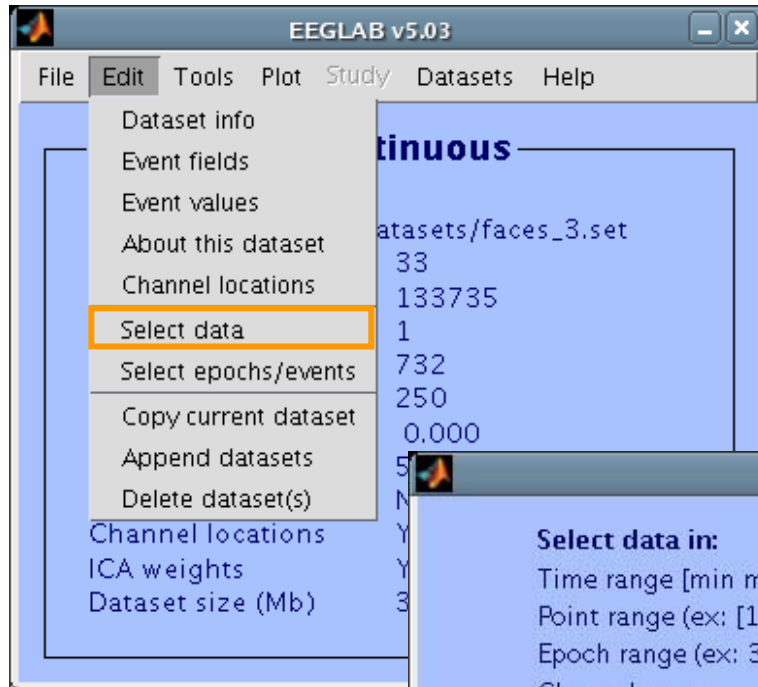 EEGLAB v5.03
File Edit Tools Plot Study Datasets Help
Dataset info
Event fields
Event values
About this dataset
Channel locations
Select data
Select epochs/events
Copy current dataset
Append datasets
Delete dataset(s)
tinuous
atasets/faces_3.set
33
133735
1
732
250
0.000
5
N
Channel locations Y
ICA weights Y
Dataset size (Mb) 3
Select data in:
Time range [min m
Point range (ex: [1
Epoch range (ex: 3